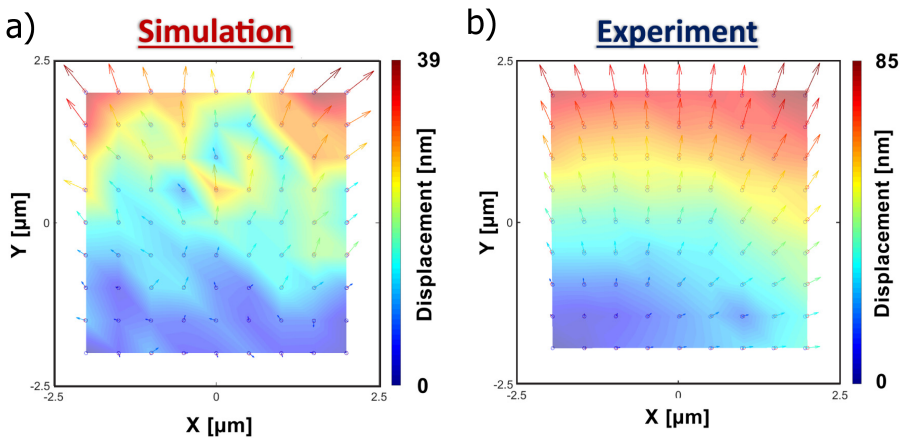 a)
Simulation
2.5
0
-2.5
Y [µm]
-2.5
0
2.5
X [µm]
39
0
Displacement [nm]
b)
Experiment
2.5
0
-2.5
Y [µm]
-2.5
0
2.5
X [µm]
85
0
Displacement [nm]